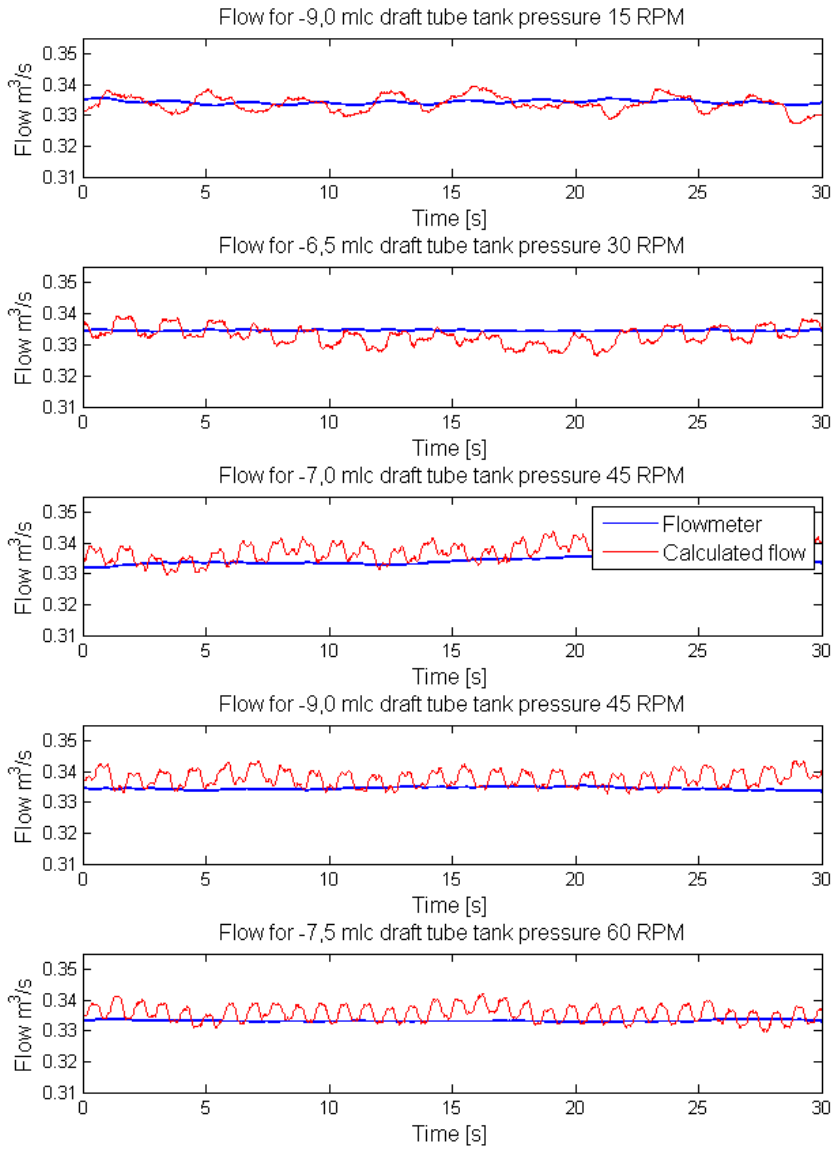 Flow for -9,0 mlc draft tube tank pressure 15 RPM
Flow m³/s
0.35
0.34
0.33
0.32
0.31
0 5 10 15 20 25 30
Time [s]
Flow for -6,5 mlc draft tube tank pressure 30 RPM
Flow m³/s
0.35
0.34
0.33
0.32
0.31
0 5 10 15 20 25 30
Time [s]
Flow for -7,0 mlc draft tube tank pressure 45 RPM
Flow m³/s
0.35
0.34
0.33
0.32
0.31
Flowmeter
Calculated flow
0 5 10 15 20 25 30
Time [s]
Flow for -9,0 mlc draft tube tank pressure 45 RPM
Flow m³/s
0.35
0.34
0.33
0.32
0.31
0 5 10 15 20 25 30
Time [s]
Flow for -7,5 mlc draft tube tank pressure 60 RPM
Flow m³/s
0.35
0.34
0.33
0.32
0.31
0 5 10 15 20 25 30
Time [s]